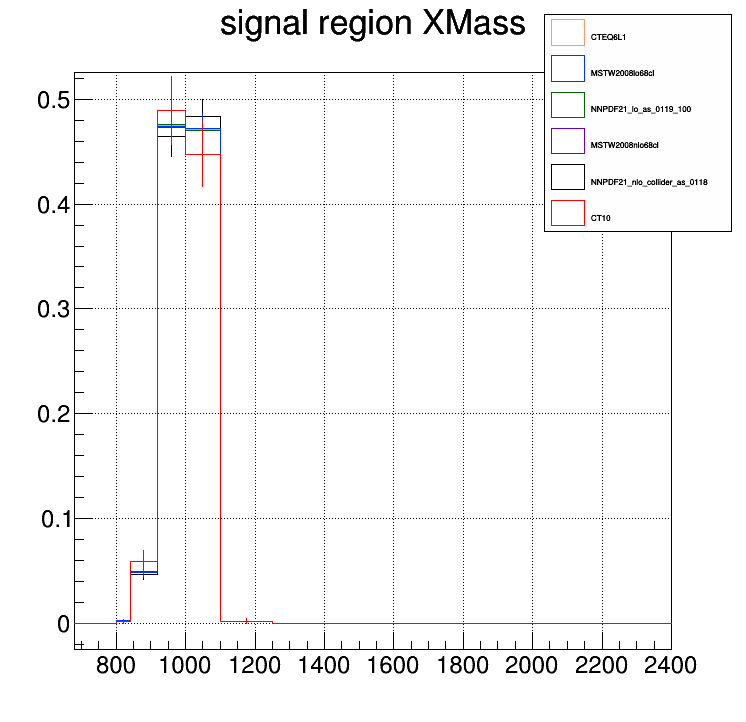 signal region XMass
CTEQ6L1
MSTW2008lo68cl
NNPDF21_lo_as_0119_100
MSTW2008nlo68cl
NNPDF21_nlo_collider_as_0118
CT10
0.5
0.4
0.3
0.2
0.1
0
800 1000 1200 1400 1600 1800 2000 2200 2400